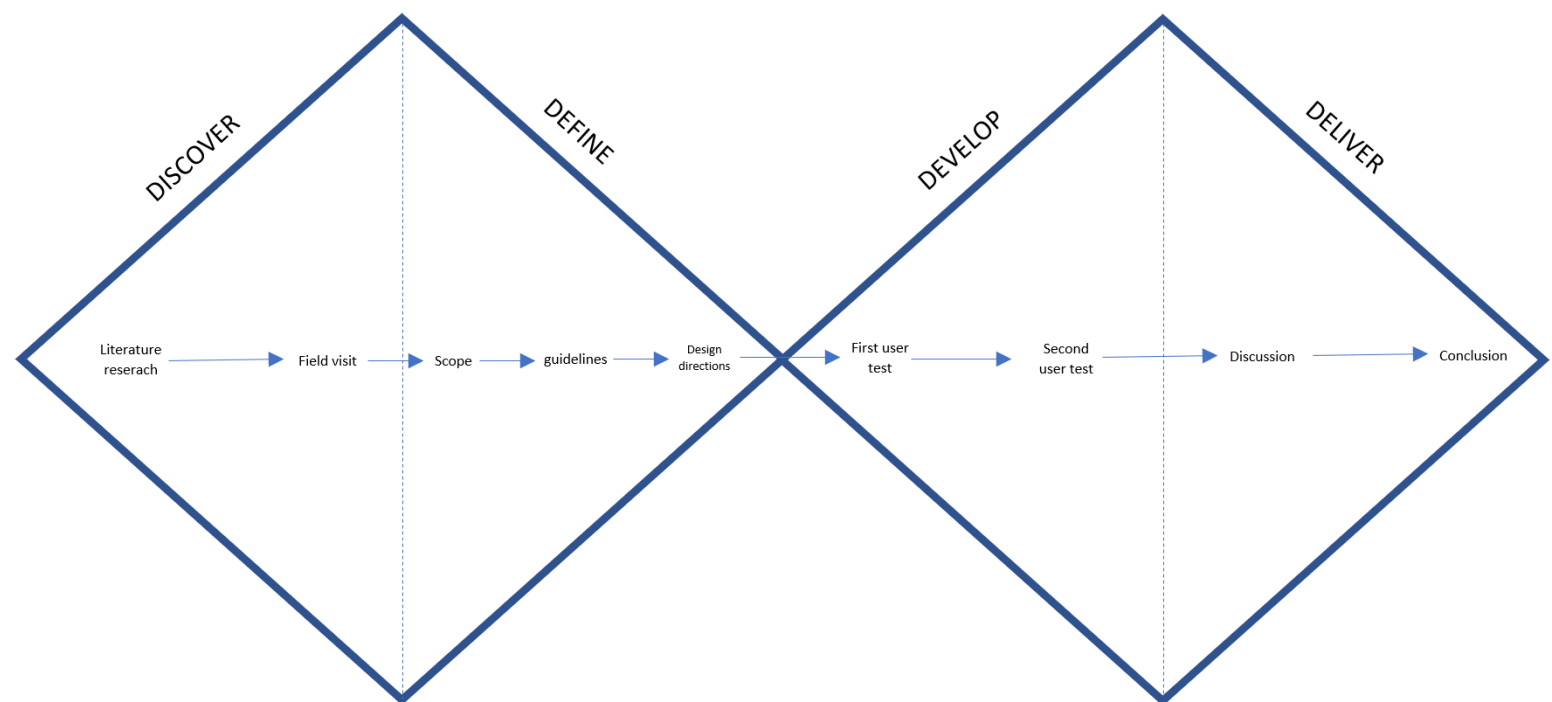 DISCOVER
DEFINE
DEVELOP
DELIVER
Literature
reserach
Field visit
Scope
guidelines
Design
directions
First user
test
Second
user test
Discussion
Conclusion